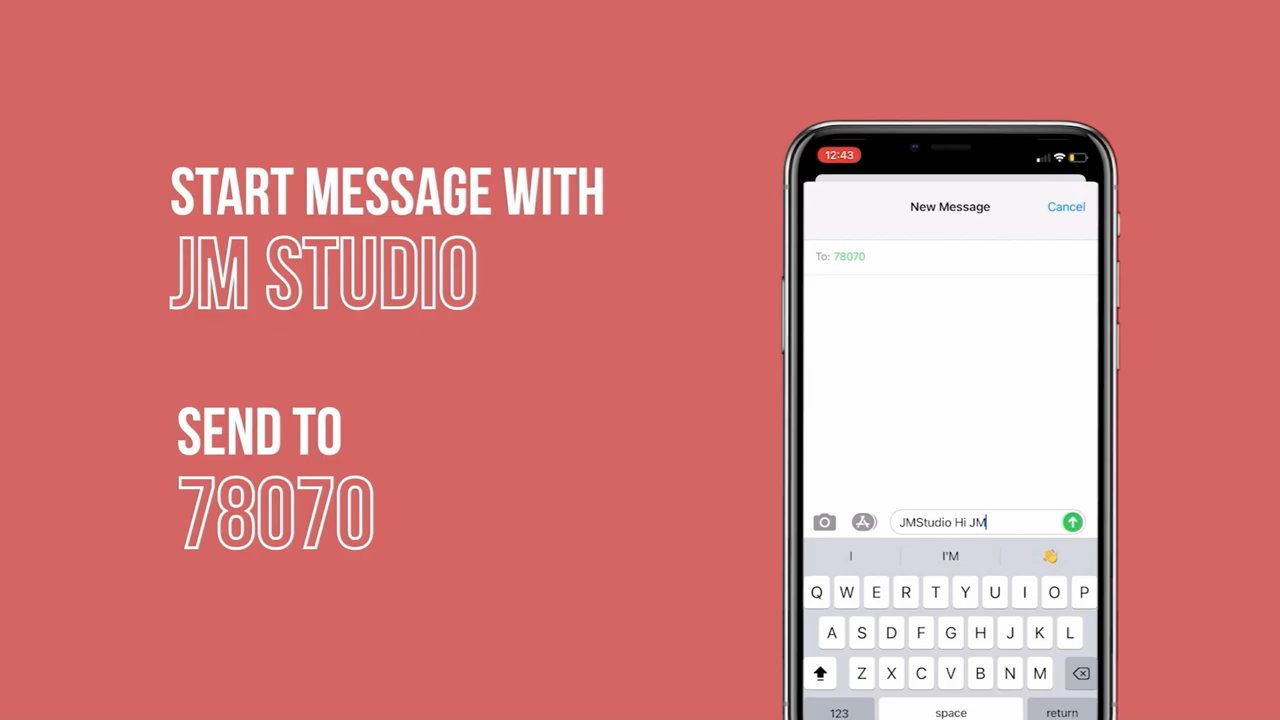 START MESSAGE WITH
JM STUDIO
SEND TO
78070
12:43
New Message
Cancel
To: 78070
JMStudio Hi JM
I
I'M
Q W E R T Y U I O P
A S D F G H J K L
Z X C V B N M
123
space
return